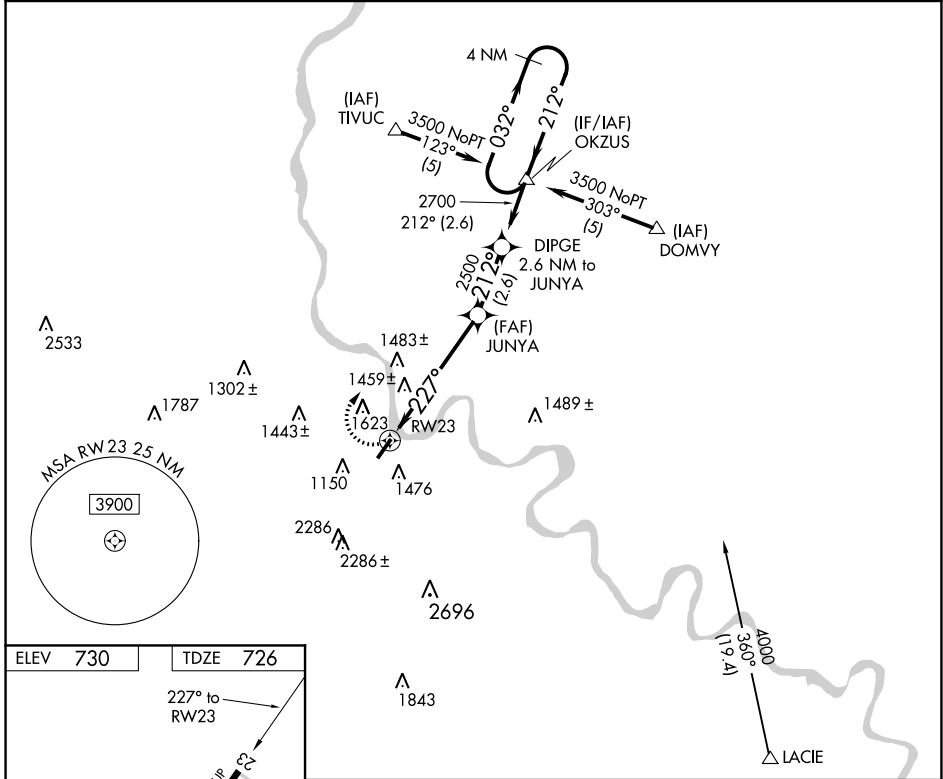 4 NM
032°
212°
(IAF)
TIVUC
3500 NoPT
123°
(5)
(IF/IAF)
OKZUS
3500 NoPT
303°
(5)
(IAF)
DOMVY
2700
212° (2.6)
DIPGE
2.6 NM to
JUNYA
2500
212°
(2.6)
(FAF)
JUNYA
2533
1483±
1302±
1459±
227°
1787
1443±
1623
RW23
1489±
MSA RW23 25 NM
3900
1150
1476
2286
2286±
2696
4000
360°
(19.4)
ELEV 730
TDZE 726
1843
227° to
RW23
23
UP
LACIE